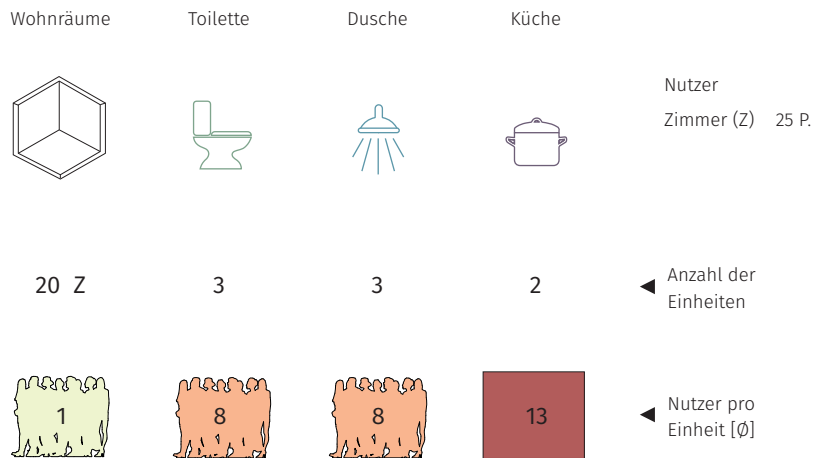 Wohnräume Toilette Dusche Küche
Nutzer
Zimmer (Z) 25 P.
20 Z 3 3 2
◄ Anzahl der
Einheiten
1 8 8 13
◄ Nutzer pro
Einheit [Ø]